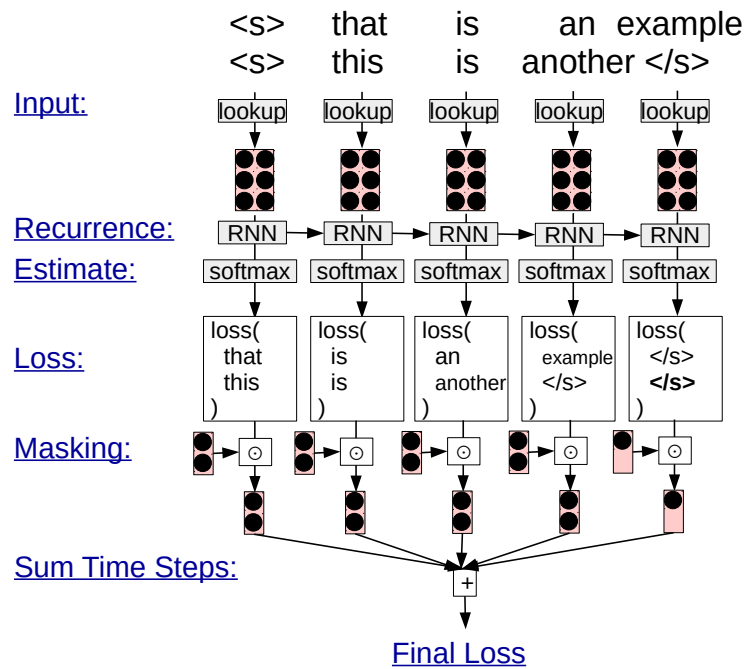 <s> that is an example
<s> this is another </s>
Input:
lookup lookup lookup lookup lookup
Recurrence:
RNN RNN RNN RNN RNN
Estimate:
softmax softmax softmax softmax softmax
Loss:
loss( loss( loss( loss( loss(
that is an example </s>
this is another </s> </s>
) ) ) ) )
Masking:
⊙ ⊙ ⊙ ⊙ ⊙
Sum Time Steps:
+
Final Loss